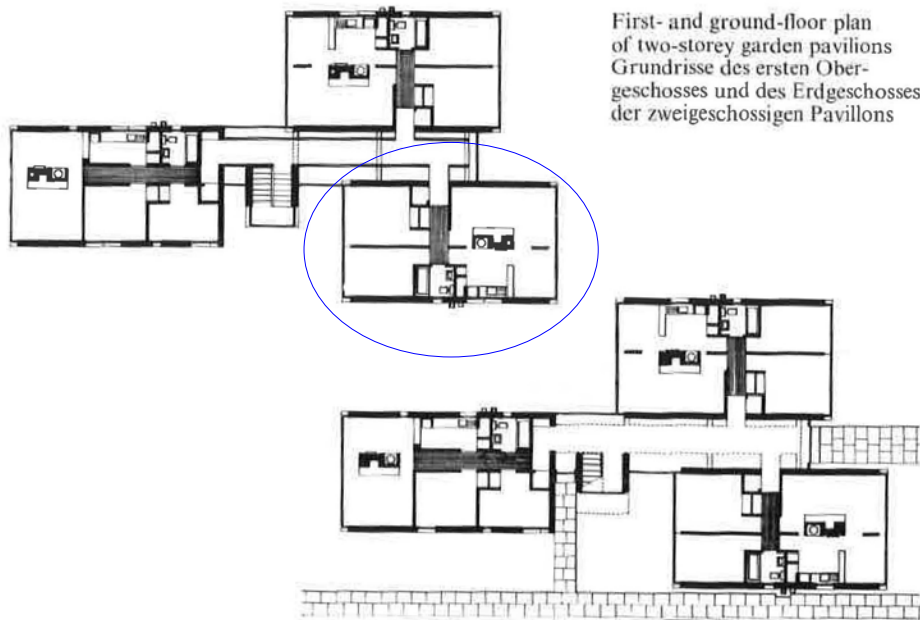 First- and ground-floor plan
of two-storey garden pavilions
Grundrisse des ersten Ober-
geschosses und des Erdgeschosses
der zweigeschossigen Pavillons